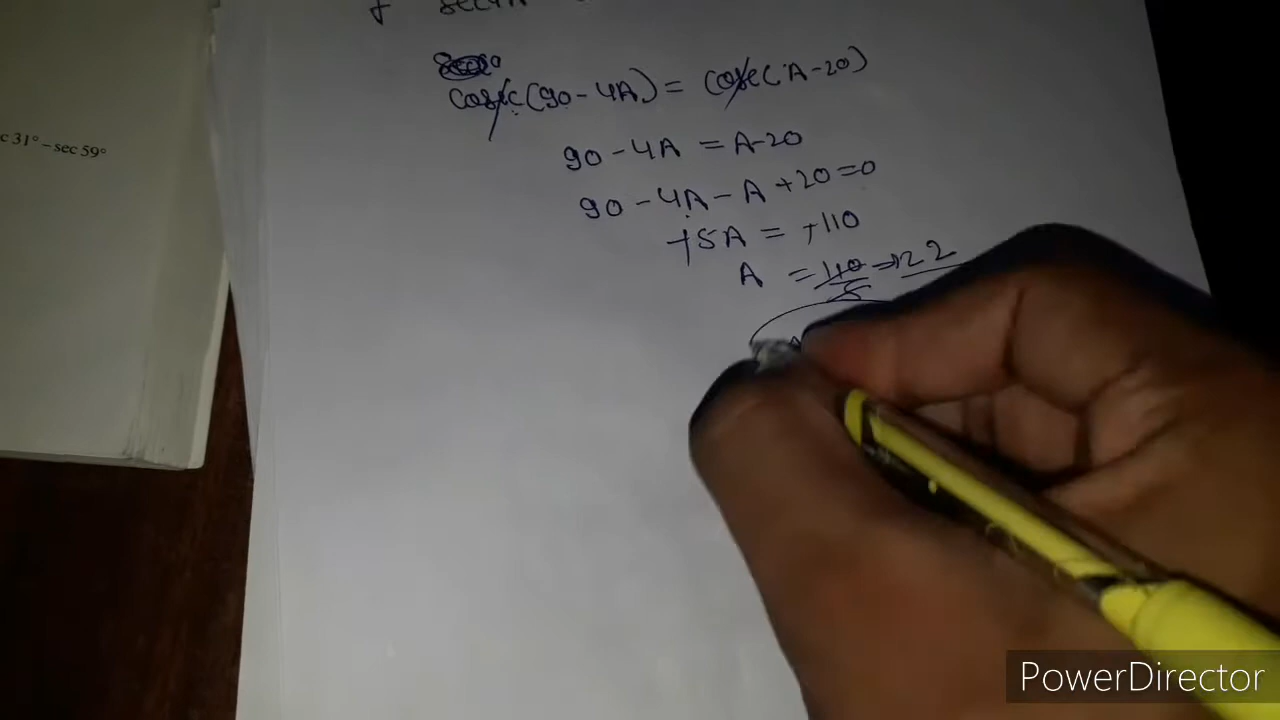 c 31° – sec 59°
cosec(90 - 4A) = cosec(A - 20)
90 - 4A = A - 20
90 - 4A - A + 20 = 0
+5A = +110
A = 110/5 = 22
PowerDirector